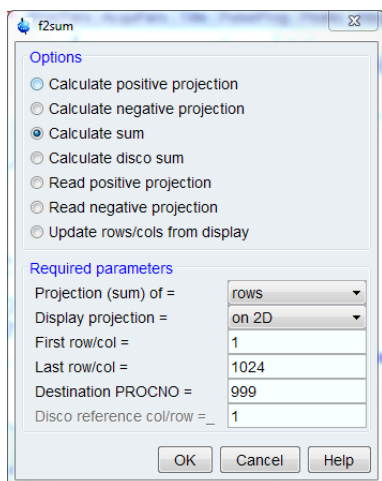 f2sum
Options
Calculate positive projection
Calculate negative projection
Calculate sum
Calculate disco sum
Read positive projection
Read negative projection
Update rows/cols from display
Required parameters
Projection (sum) of = rows
Display projection = on 2D
First row/col = 1
Last row/col = 1024
Destination PROCNO = 999
Disco reference col/row =_ 1
OK Cancel Help